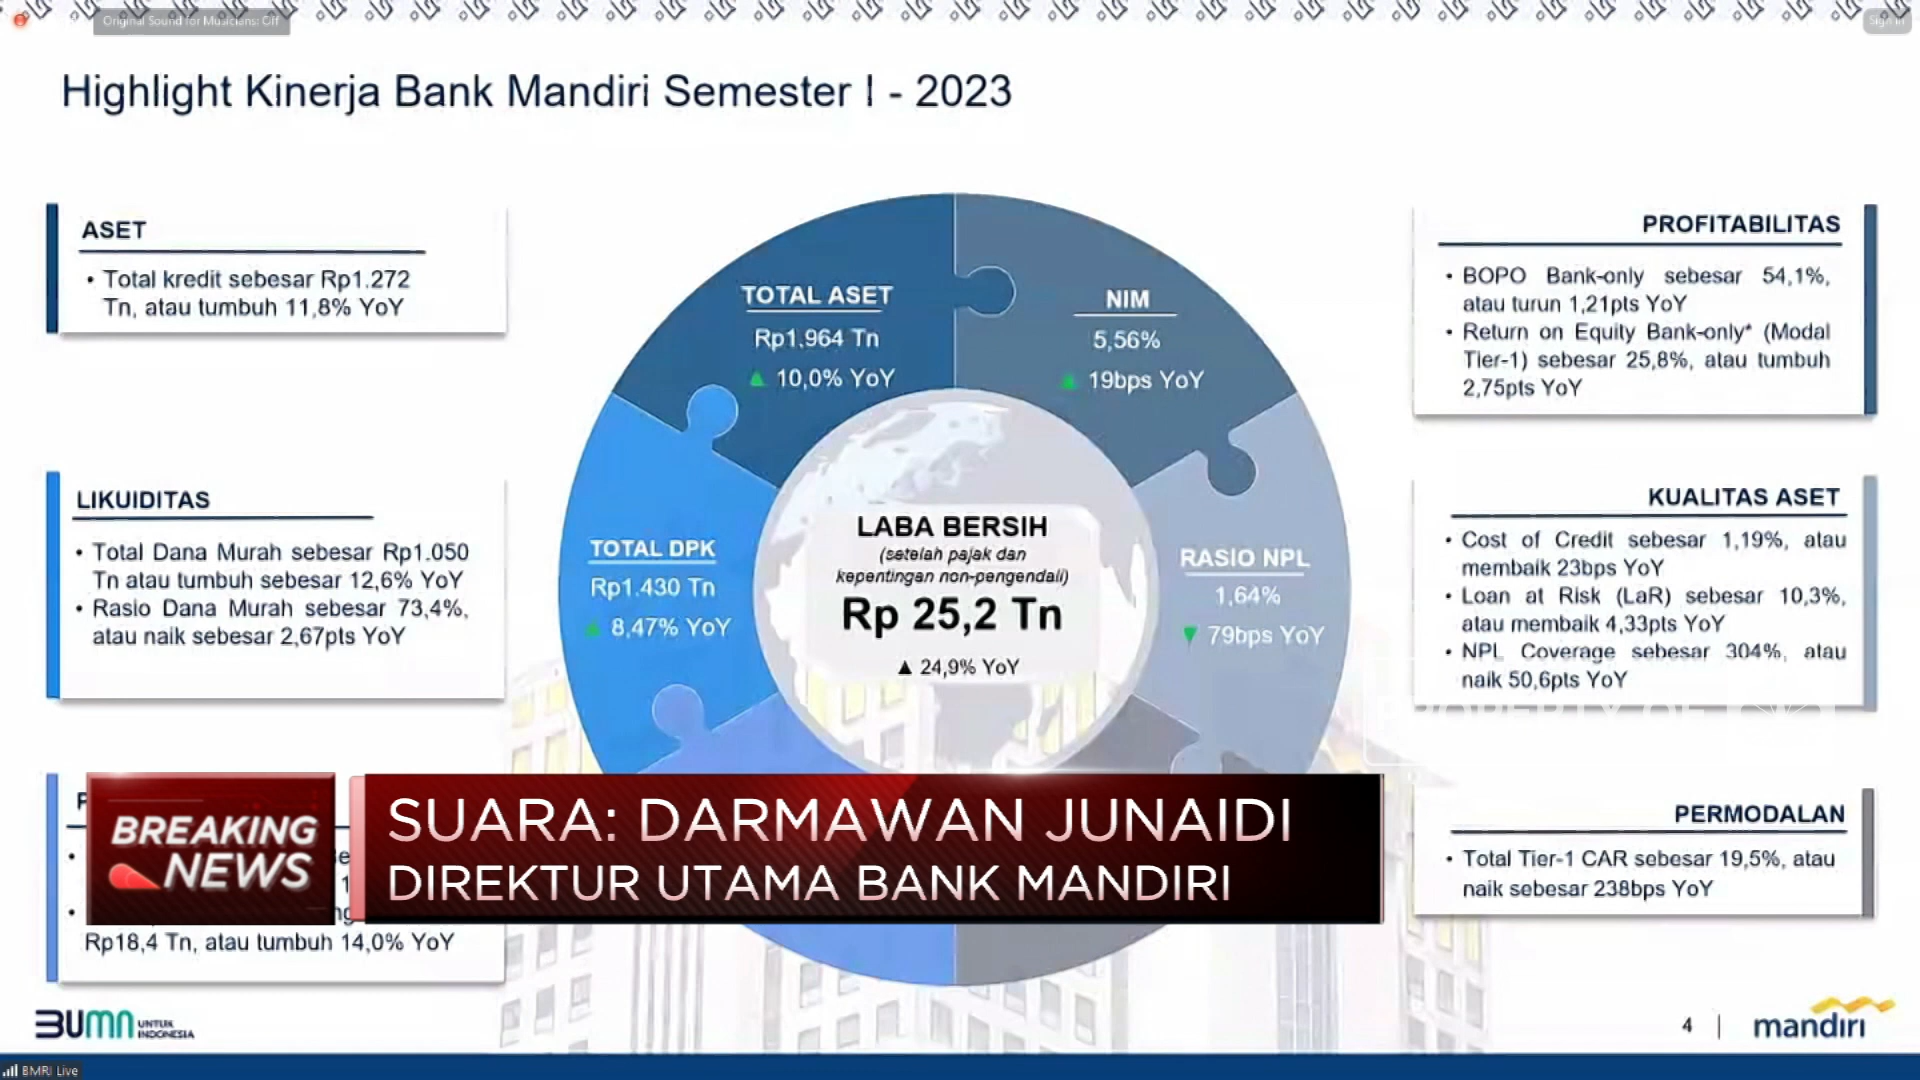 Original Sound for Musicians: Off
Sign In
Highlight Kinerja Bank Mandiri Semester I - 2023
ASET
• Total kredit sebesar Rp1.272
Tn, atau tumbuh 11,8% YoY
LIKUIDITAS
• Total Dana Murah sebesar Rp1.050
Tn atau tumbuh sebesar 12,6% YoY
• Rasio Dana Murah sebesar 73,4%,
atau naik sebesar 2,67pts YoY
Rp18,4 Tn, atau tumbuh 14,0% YoY
TOTAL ASET
Rp1.964 Tn
▲ 10,0% YoY
NIM
5,56%
▲ 19bps YoY
TOTAL DPK
Rp1.430 Tn
▲ 8,47% YoY
LABA BERSIH
(setelah pajak dan
kepentingan non-pengendali)
Rp 25,2 Tn
▲ 24,9% YoY
RASIO NPL
1,64%
▼ 79bps YoY
PROFITABILITAS
• BOPO Bank-only sebesar 54,1%,
atau turun 1,21pts YoY
• Return on Equity Bank-only* (Modal
Tier-1) sebesar 25,8%, atau tumbuh
2,75pts YoY
KUALITAS ASET
• Cost of Credit sebesar 1,19%, atau
membaik 23bps YoY
• Loan at Risk (LaR) sebesar 10,3%,
atau membaik 4,33pts YoY
• NPL Coverage sebesar 304%, atau
naik 50,6pts YoY
PERMODALAN
• Total Tier-1 CAR sebesar 19,5%, atau
naik sebesar 238bps YoY
BREAKING
NEWS
SUARA: DARMAWAN JUNAIDI
DIREKTUR UTAMA BANK MANDIRI
BUMN UNTUK
INDONESIA
4 |
mandiri
BMRI Live